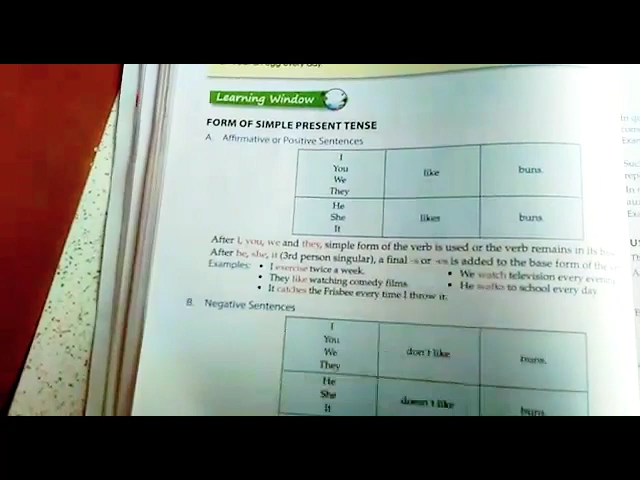 every day
Learning Window
FORM OF SIMPLE PRESENT TENSE
A. Affirmative or Positive Sentences
I
You
We
They
like
buns.
He
She
It
likes
buns
After I, you, we and they, simple form of the verb is used or the verb remains in its
After he, she, it (3rd person singular), a final -s or -es is added to the base form of the
Examples: • I exercise twice a week.
• They like watching comedy films.
• It catches the Frisbee every time I throw it.
• We watch television every evening
• He walks to school every day
B. Negative Sentences
I
You
We
They
don't like
buns.
He
She
It
doesn't like
buns